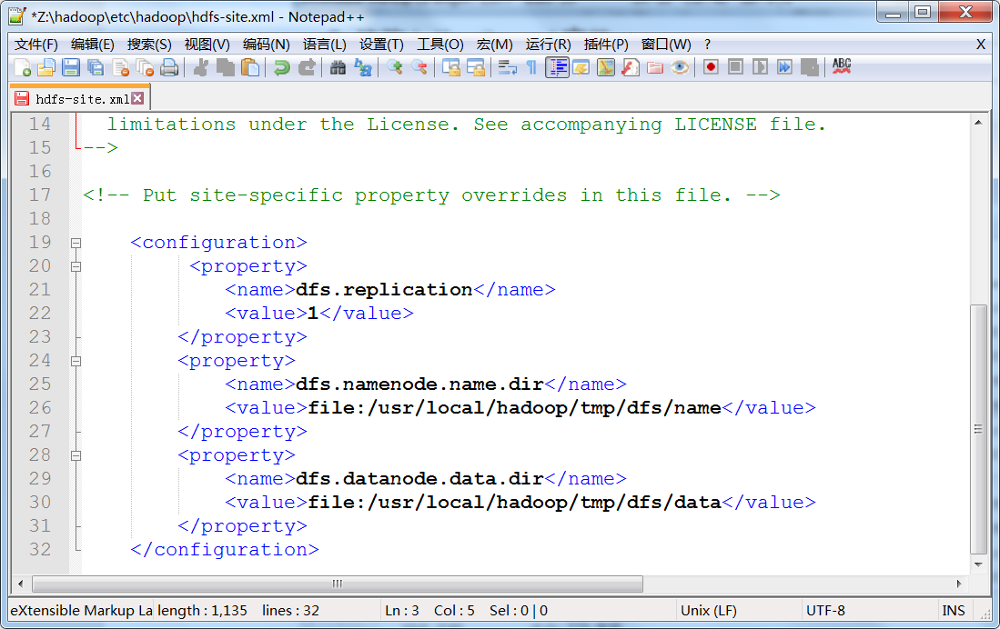 *Z:\hadoop\etc\hadoop\hdfs-site.xml - Notepad++
文件(F) 编辑(E) 搜索(S) 视图(V) 编码(N) 语言(L) 设置(T) 工具(O) 宏(M) 运行(R) 插件(P) 窗口(W) ? X
ABC
hdfs-site.xml
14 limitations under the License. See accompanying LICENSE file.
15 -->
16
17 <!-- Put site-specific property overrides in this file. -->
18
19 <configuration>
20 <property>
21 <name>dfs.replication</name>
22 <value>1</value>
23 </property>
24 <property>
25 <name>dfs.namenode.name.dir</name>
26 <value>file:/usr/local/hadoop/tmp/dfs/name</value>
27 </property>
28 <property>
29 <name>dfs.datanode.data.dir</name>
30 <value>file:/usr/local/hadoop/tmp/dfs/data</value>
31 </property>
32 </configuration>
eXtensible Markup La length : 1,135 lines : 32 Ln : 3 Col : 5 Sel : 0 | 0 Unix (LF) UTF-8 INS